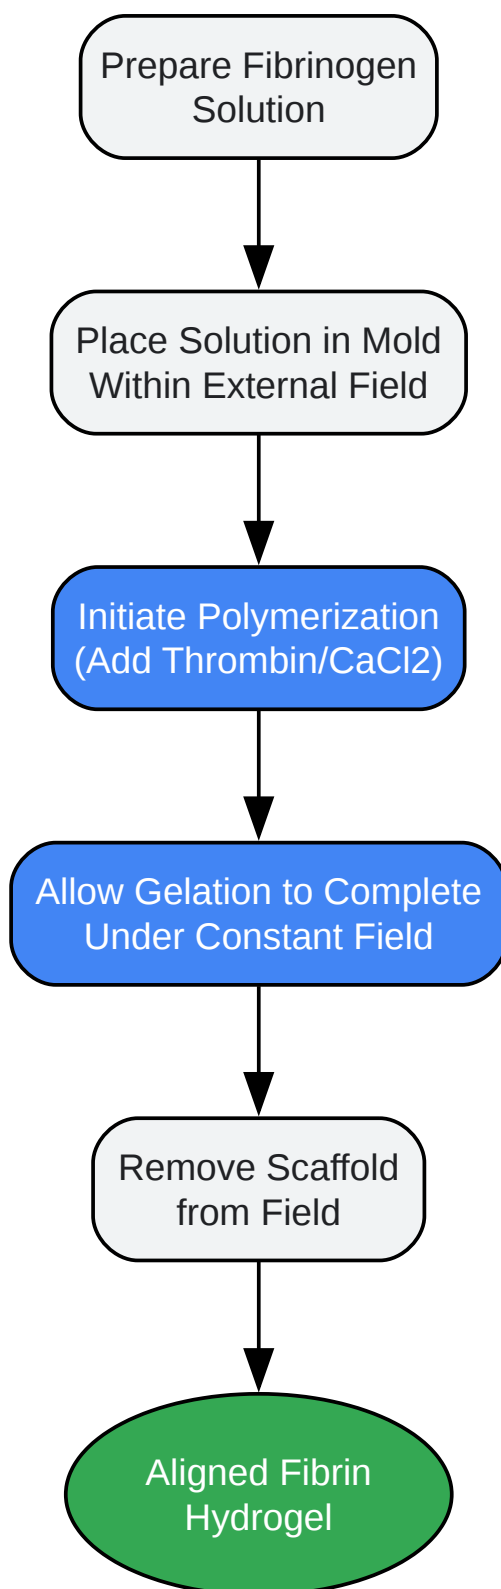 Prepare Fibrinogen
Solution
Place Solution in Mold
Within External Field
Initiate Polymerization
(Add Thrombin/CaCl2)
Allow Gelation to Complete
Under Constant Field
Remove Scaffold
from Field
Aligned Fibrin
Hydrogel